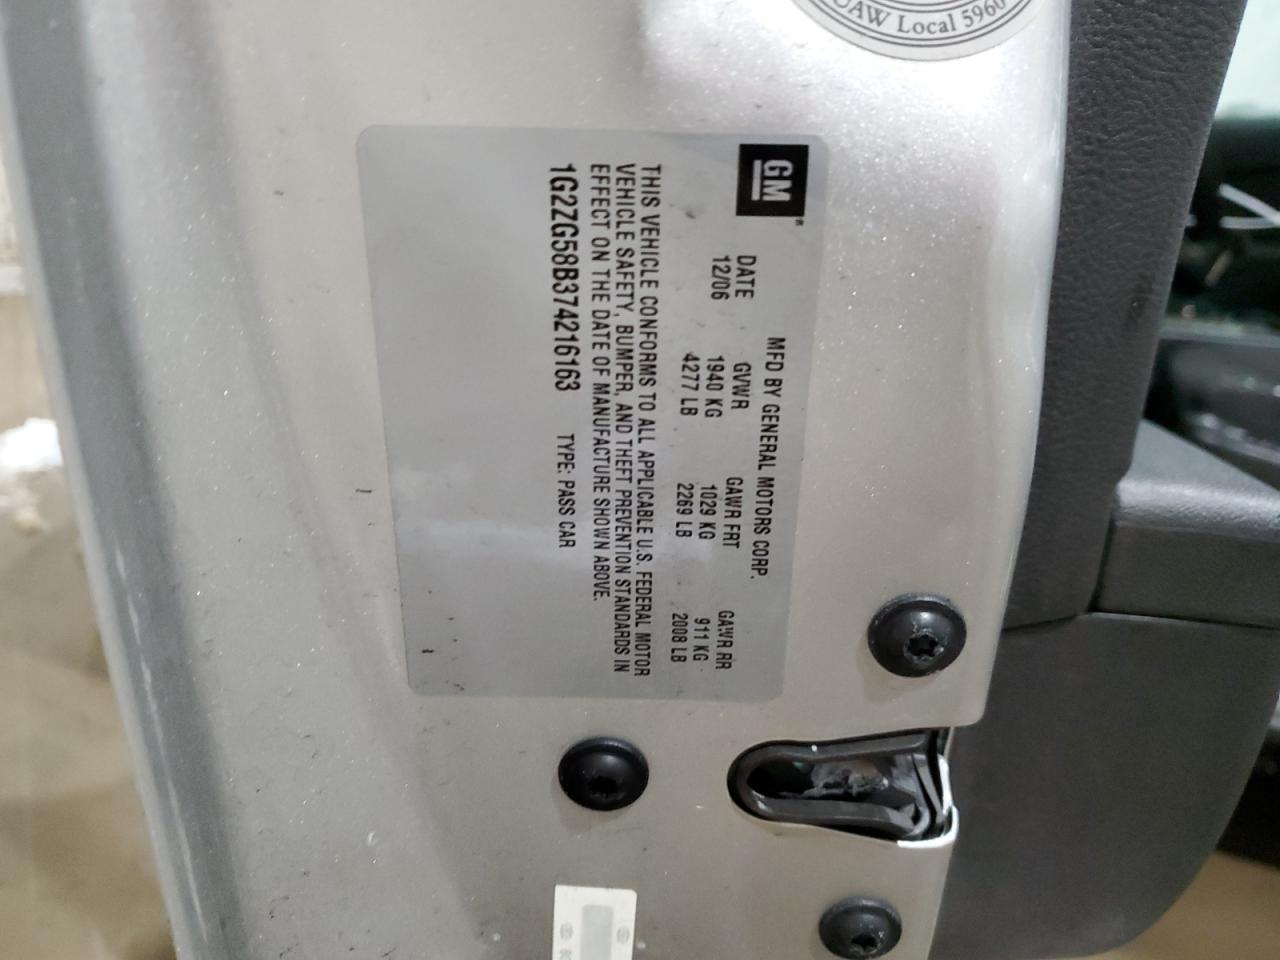 UAW Local 5960
GM
MFD BY GENERAL MOTORS CORP.
DATE GVWR GAWR FRT GAWR RR
12/06 1940 KG 1029 KG 911 KG
4277 LB 2269 LB 2008 LB
THIS VEHICLE CONFORMS TO ALL APPLICABLE U.S. FEDERAL MOTOR
VEHICLE SAFETY, BUMPER, AND THEFT PREVENTION STANDARDS IN
EFFECT ON THE DATE OF MANUFACTURE SHOWN ABOVE.
1G2ZG58B374216163 TYPE: PASS CAR